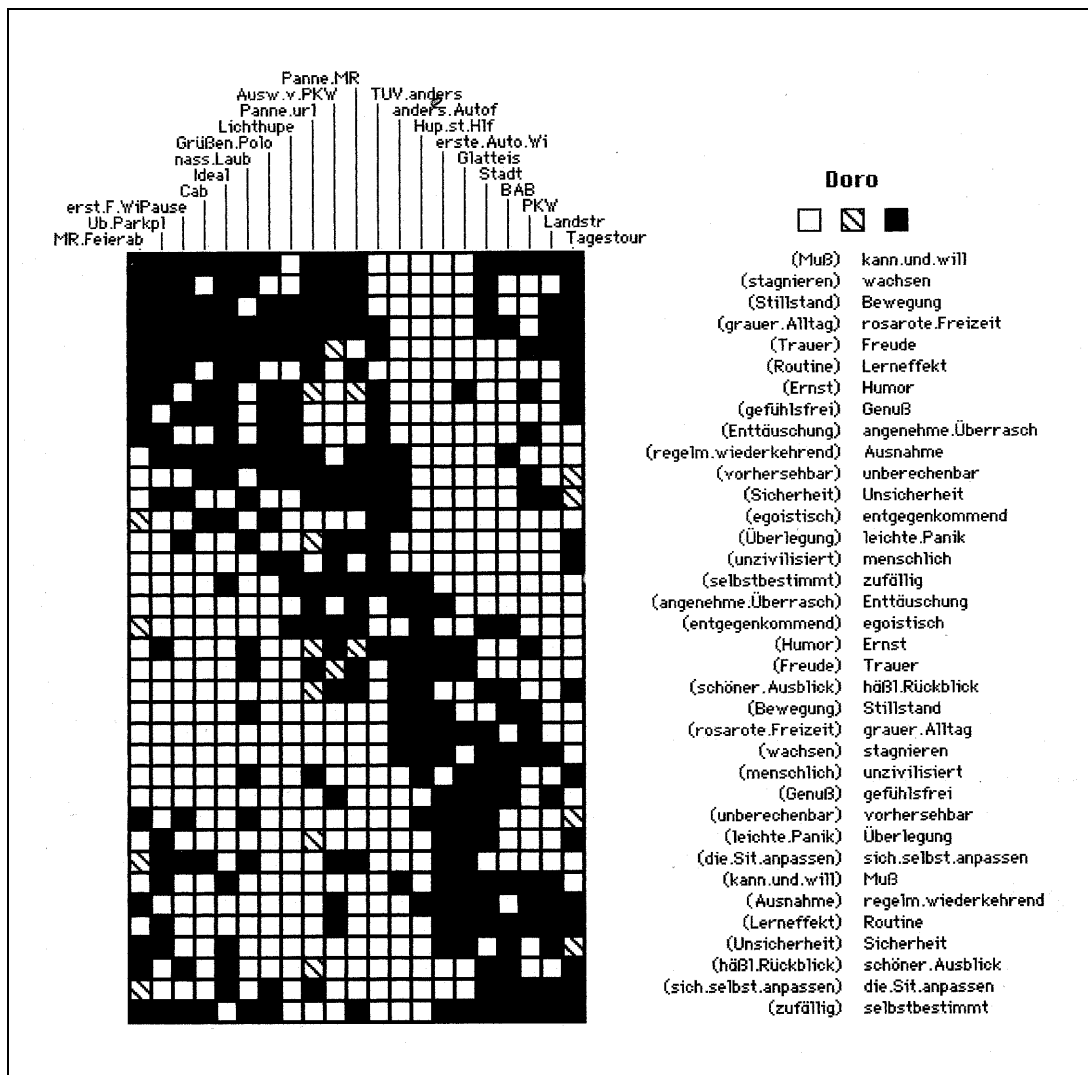 Panne.MR
Ausw.v.PKW TUV.anders
Panne.url anders.Autof
Lichthupe Hup.st.Hlf
Grüßen.Polo erste.Auto.Wi
nass.Laub Glatteis
Ideal Stadt
Cab BAB
erst.F.WiPause PKW
Ub.Parkpl Landstr
MR.Feierab Tagestour
Doro
(Muß) kann.und.will
(stagnieren) wachsen
(Stillstand) Bewegung
(grauer.Alltag) rosarote.Freizeit
(Trauer) Freude
(Routine) Lerneffekt
(Ernst) Humor
(gefühlsfrei) Genuß
(Enttäuschung) angenehme.Überrasch
(regelm.wiederkehrend) Ausnahme
(vorhersehbar) unberechenbar
(Sicherheit) Unsicherheit
(egoistisch) entgegenkommend
(Überlegung) leichte.Panik
(unzivilisiert) menschlich
(selbstbestimmt) zufällig
(angenehme.Überrasch) Enttäuschung
(entgegenkommend) egoistisch
(Humor) Ernst
(Freude) Trauer
(schöner.Ausblick) häßl.Rückblick
(Bewegung) Stillstand
(rosarote.Freizeit) grauer.Alltag
(wachsen) stagnieren
(menschlich) unzivilisiert
(Genuß) gefühlsfrei
(unberechenbar) vorhersehbar
(leichte.Panik) Überlegung
(die.Sit.anpassen) sich.selbst.anpassen
(kann.und.will) Muß
(Ausnahme) regelm.wiederkehrend
(Lerneffekt) Routine
(Unsicherheit) Sicherheit
(häßl.Rückblick) schöner.Ausblick
(sich.selbst.anpassen) die.Sit.anpassen
(zufällig) selbstbestimmt